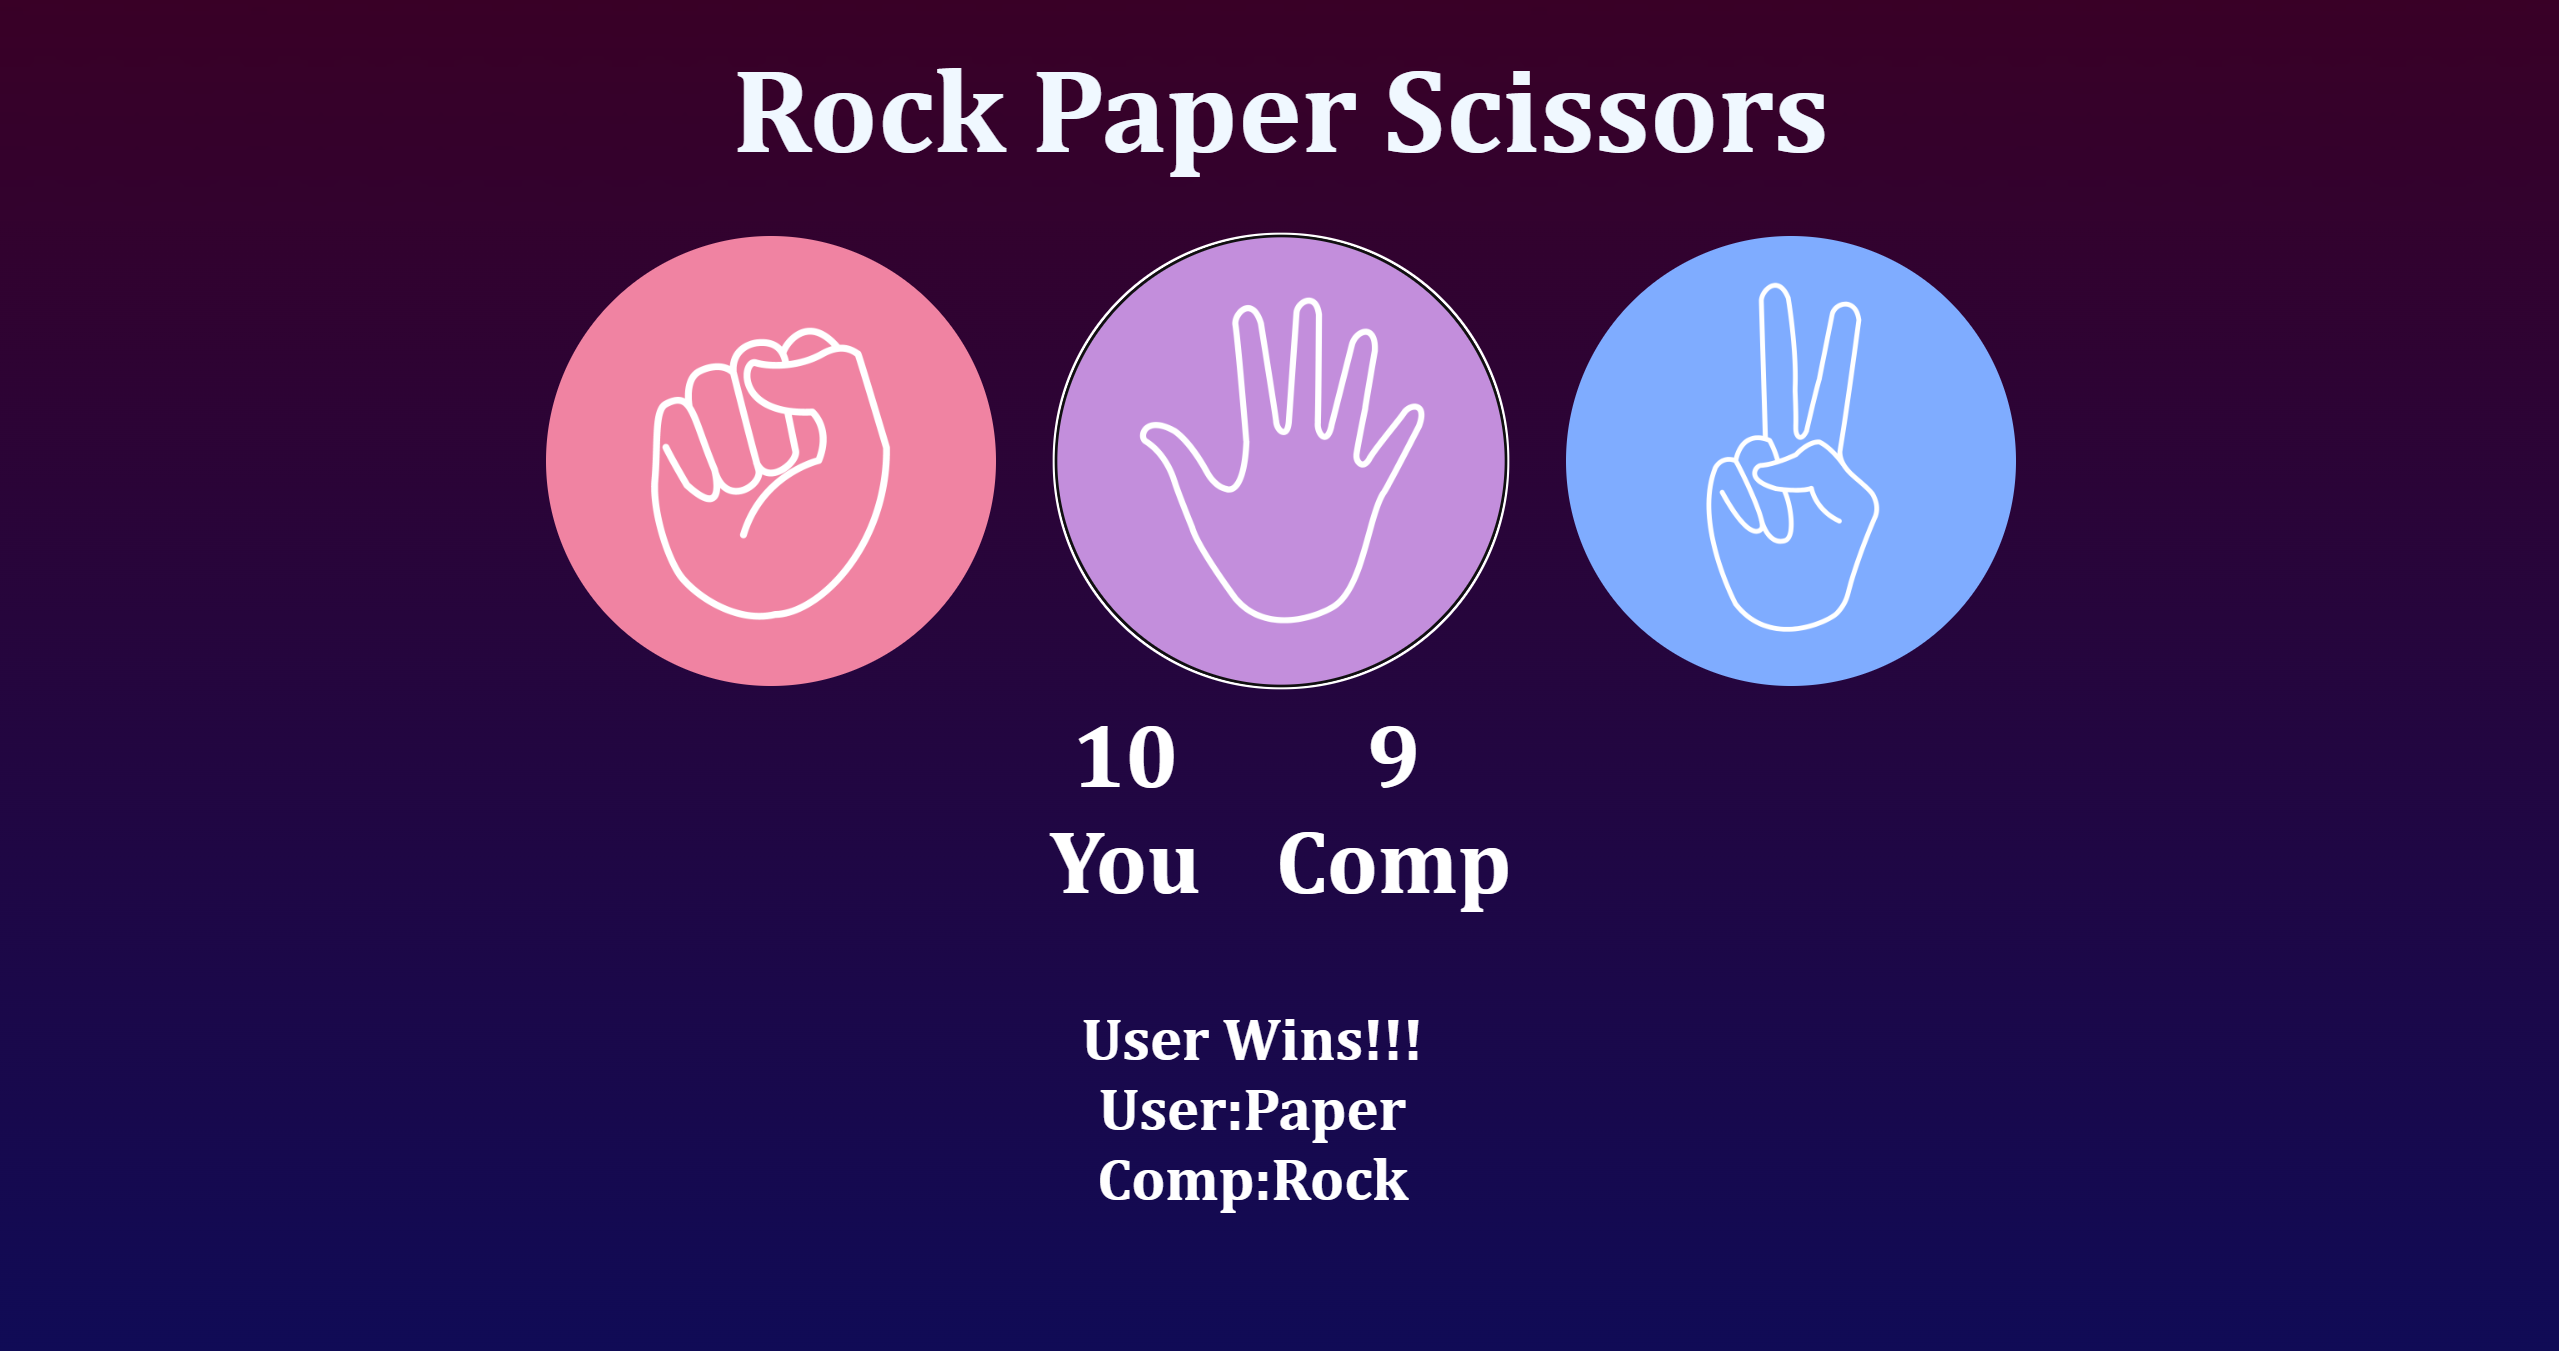 Rock Paper Scissors
10 9
You Comp
User Wins!!!
User:Paper
Comp:Rock